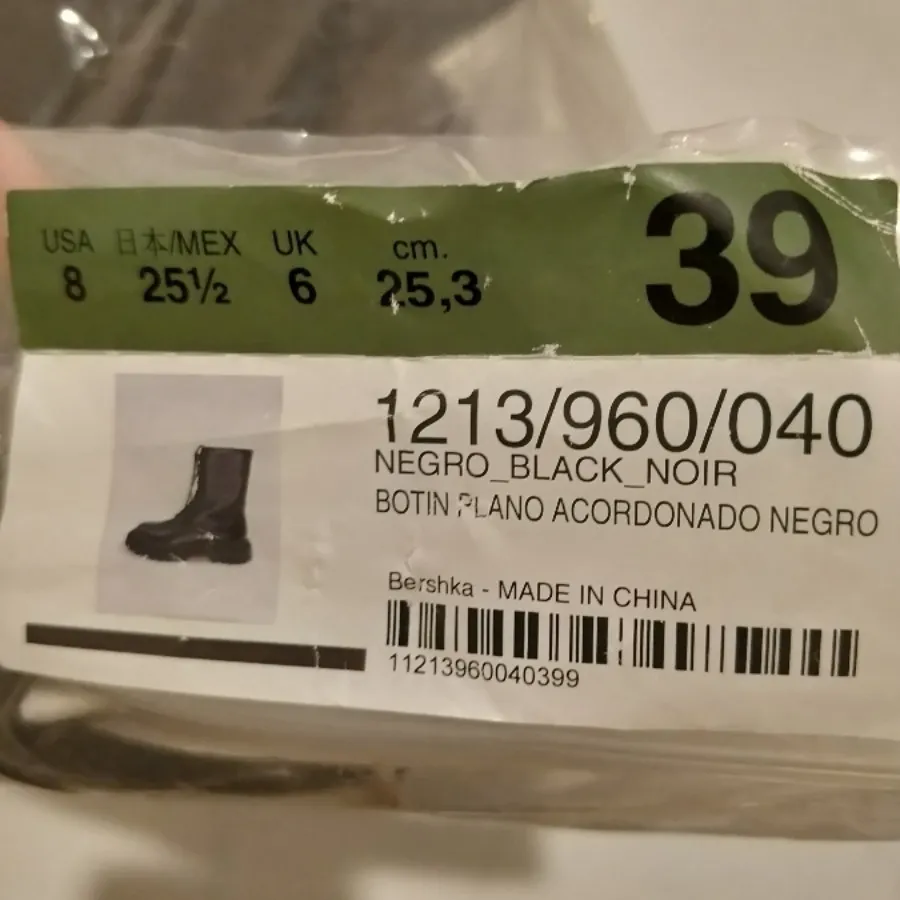 USA 日本/MEX UK cm.
8 25½ 6 25,3
39
1213/960/040
NEGRO_BLACK_NOIR
BOTIN PLANO ACORDONADO NEGRO
Bershka - MADE IN CHINA
11213960040399